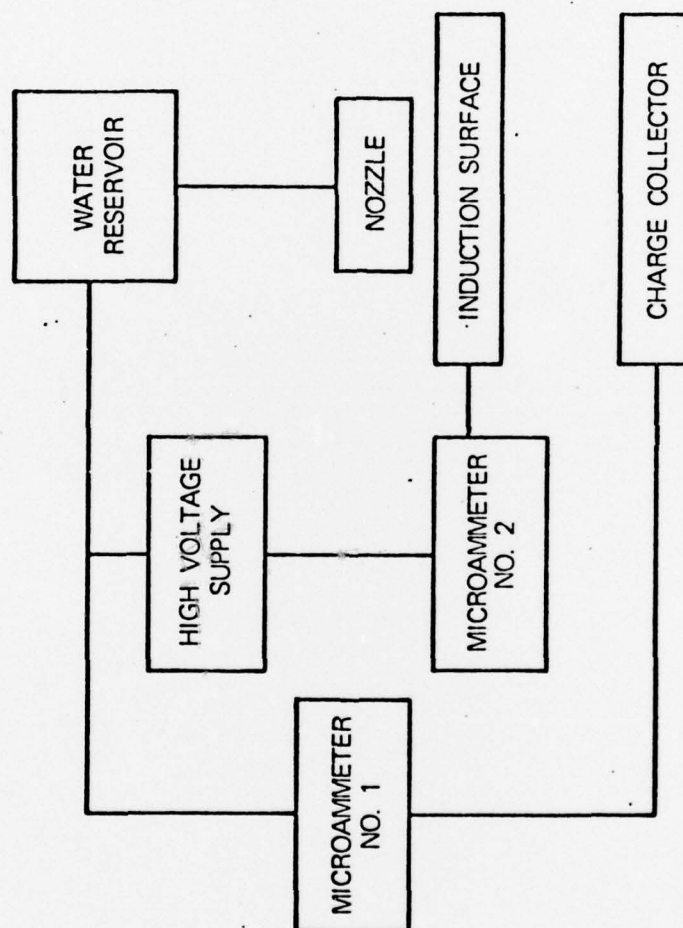 WATER
RESERVOIR
NOZZLE
INDUCTION SURFACE
CHARGE COLLECTOR
HIGH VOLTAGE
SUPPLY
MICROAMMETER
NO. 2
MICROAMMETER
NO. 1